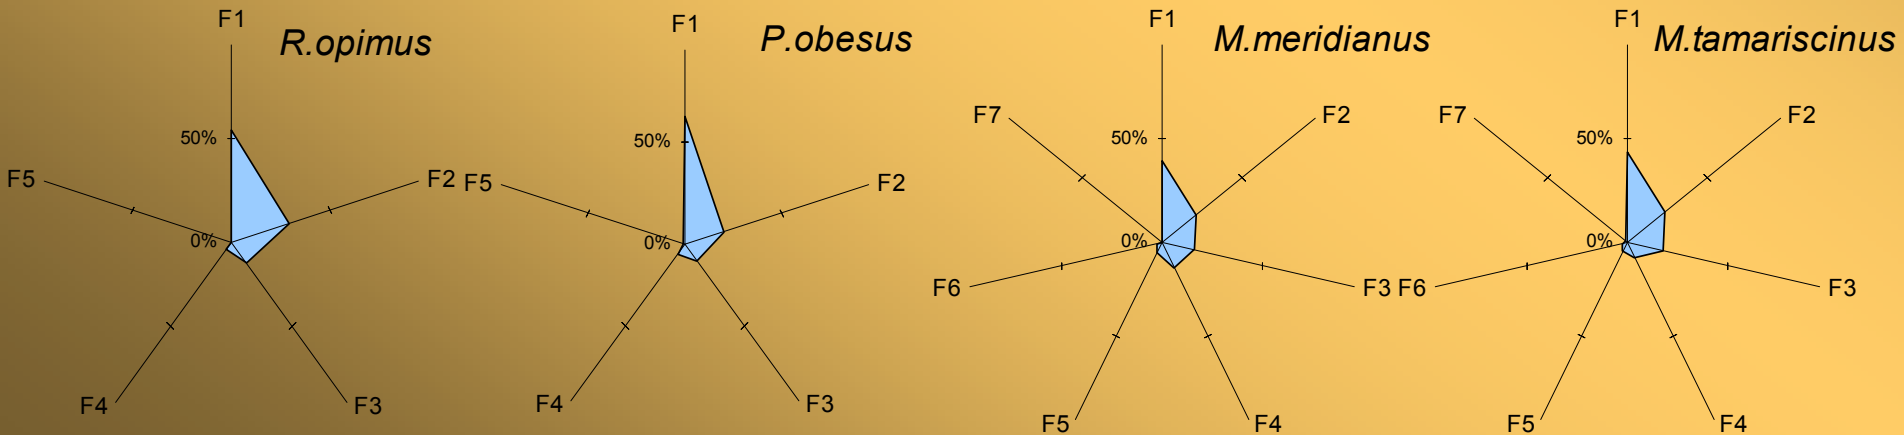 R.opimus
F1
50%
0%
F2
F3
F4
F5
P.obesus
F1
50%
0%
F2
F3
F4
F5
M.meridianus
F1
50%
0%
F2
F3
F4
F5
F6
F7
M.tamariscinus
F1
50%
0%
F2
F3
F4
F5
F6
F7